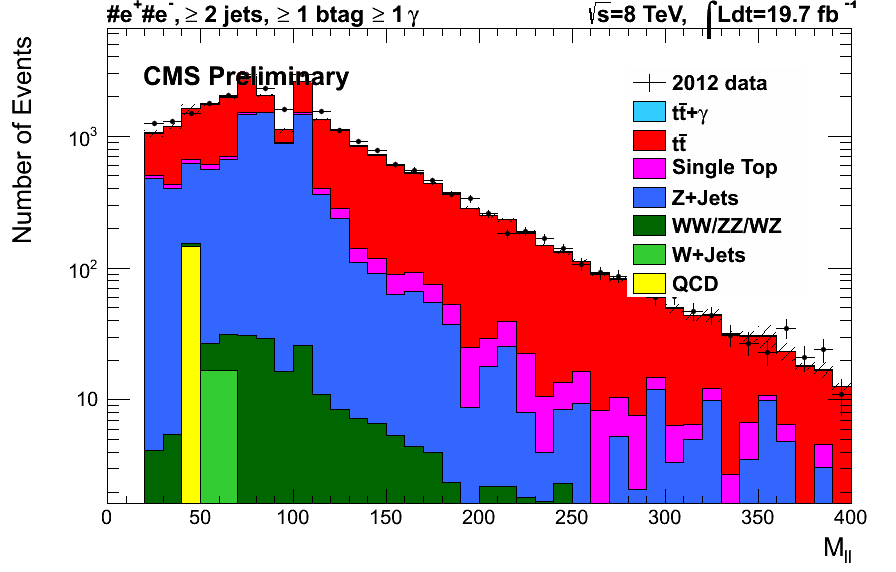 #e⁺#e⁻, ≥ 2 jets, ≥ 1 btag ≥ 1 γ √s=8 TeV, ∫Ldt=19.7 fb⁻¹
CMS Preliminary
Number of Events
10³
10²
10
2012 data
tt̄+γ
tt̄
Single Top
Z+Jets
WW/ZZ/WZ
W+Jets
QCD
0 50 100 150 200 250 300 350 400
M_ll